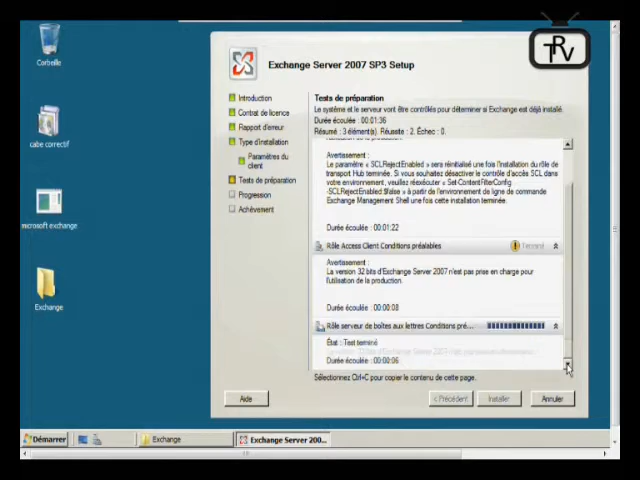 Corbeille
cabe correctif
microsoft exchange
Exchange
Exchange Server 2007 SP3 Setup
TRV
Introduction
Contrat de licence
Rapport d'erreur
Type d'installation
Paramètres du
client
Tests de préparation
Progression
Achèvement
Tests de préparation
Le système et le serveur vont être contrôlés pour déterminer si Exchange est déjà installé.
Durée écoulée : 00:01:36
Résumé : 3 élément(s). Réussite : 2. Échec : 0.
Avertissement :
Le paramètre « SCLRejectEnabled » sera réinitialisé une fois l'installation du rôle de
transport Hub terminée. Si vous souhaitez désactiver le contrôle d'accès SCL dans
votre environnement, veuillez réexécuter « Set-ContentFilterConfig
-SCLRejectEnabled:$false » à partir de l'environnement de ligne de commande
Exchange Management Shell une fois cette installation terminée.
Durée écoulée : 00:01:22
Rôle Access Client Conditions préalables
Terminé
Avertissement :
La version 32 bits d'Exchange Server 2007 n'est pas prise en charge pour
l'utilisation de la production.
Durée écoulée : 00:00:08
Rôle serveur de boîtes aux lettres Conditions pré...
État : Test terminé
Durée écoulée : 00:00:06
Sélectionnez Ctrl+C pour copier le contenu de cette page.
Aide
< Précédent
Installer
Annuler
Démarrer
Exchange
Exchange Server 200...